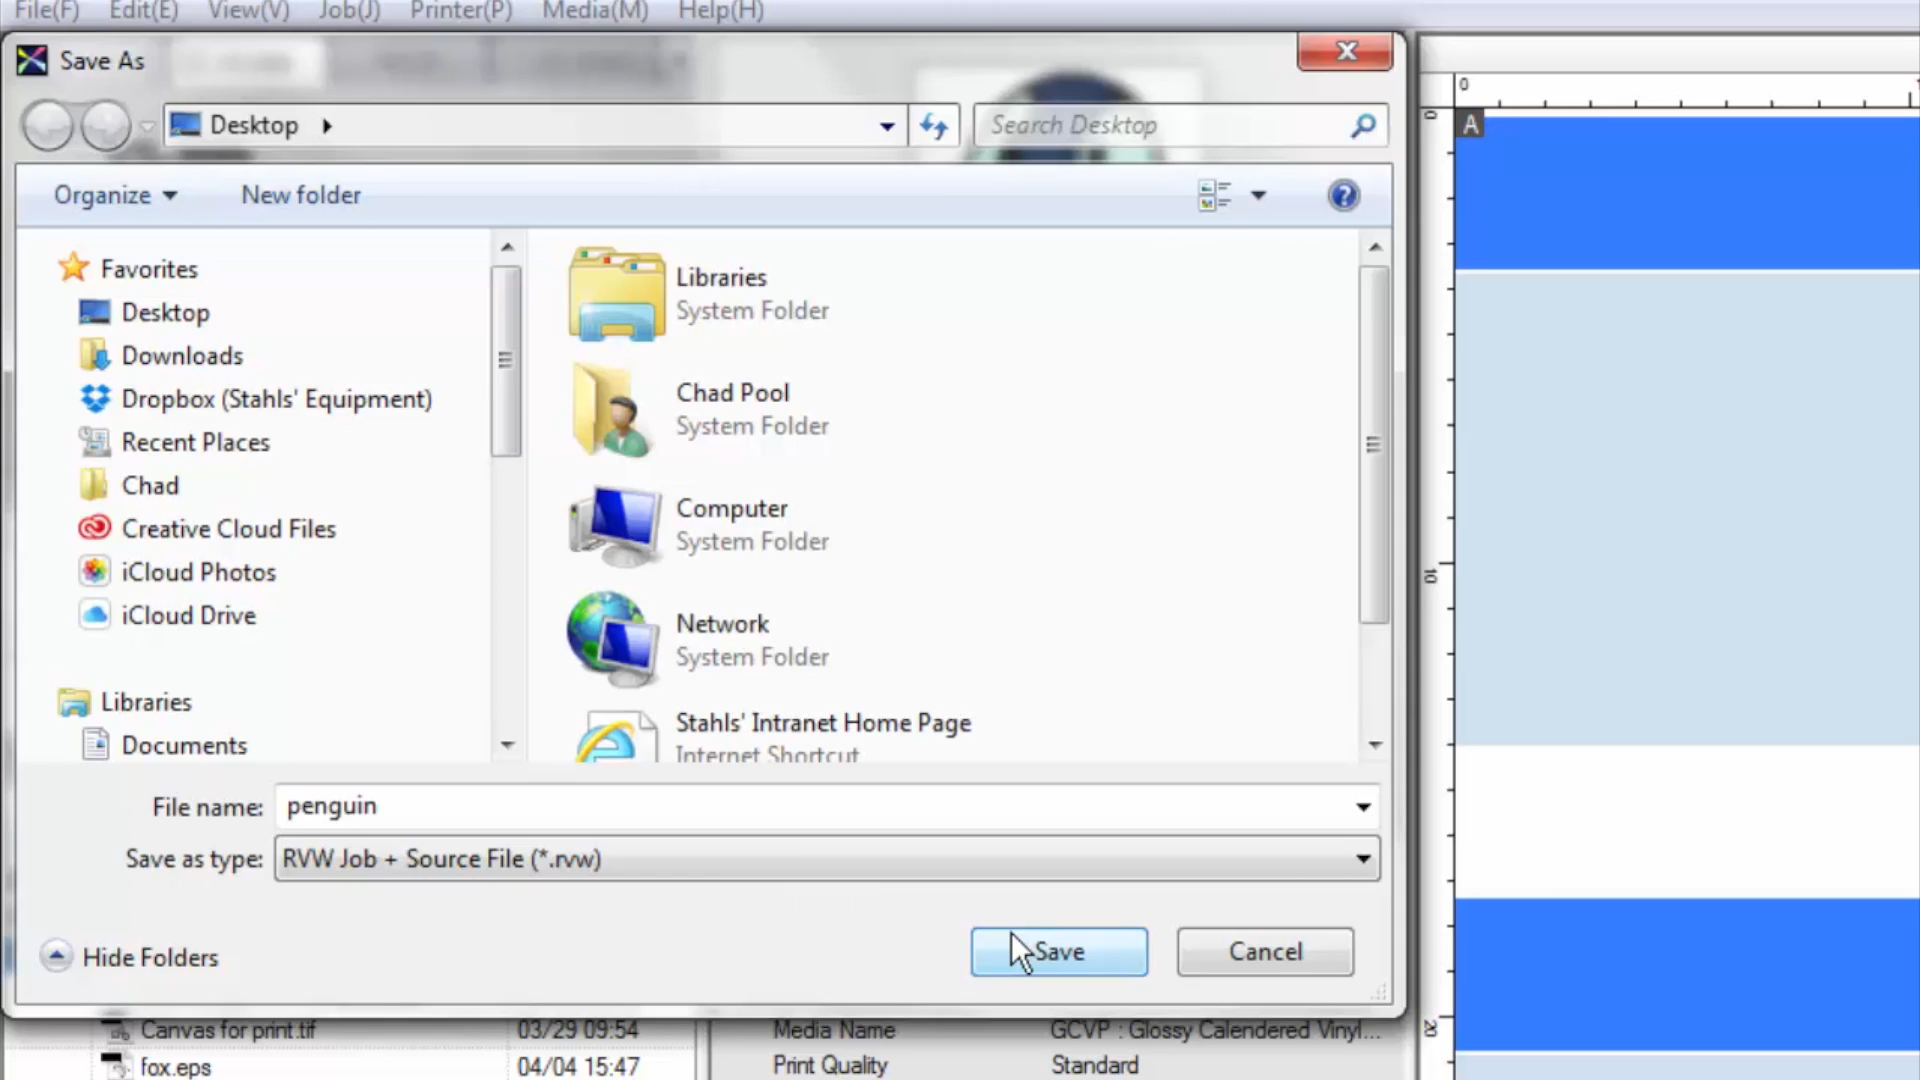 File(F) Edit(E) View(V) Job(J) Printer(P) Media(M) Help(H)
Save As
Desktop
Search Desktop
Organize
New folder
Favorites
Desktop
Downloads
Dropbox (Stahls' Equipment)
Recent Places
Chad
Creative Cloud Files
iCloud Photos
iCloud Drive
Libraries
Documents
Libraries
System Folder
Chad Pool
System Folder
Computer
System Folder
Network
System Folder
Stahls' Intranet Home Page
Internet Shortcut
File name: penguin
Save as type: RVW Job + Source File (*.rvw)
Hide Folders
Save
Cancel
Canvas for print.tif 03/29 09:54
fox.eps 04/04 15:47
Media Name GCVP : Glossy Calendered Vinyl...
Print Quality Standard
0
0
A
10
20